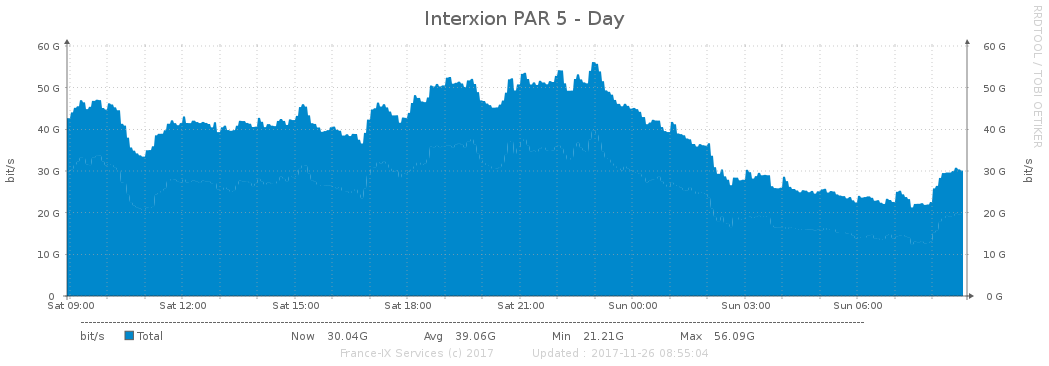 Interxion PAR 5 - Day
RRDTOOL / TOBI OETIKER
60 G 60 G
50 G 50 G
40 G 40 G
30 G 30 G
20 G 20 G
10 G 10 G
0 0 G
bit/s bit/s
Sat 09:00 Sat 12:00 Sat 15:00 Sat 18:00 Sat 21:00 Sun 00:00 Sun 03:00 Sun 06:00
bit/s Total Now 30.04G Avg 39.06G Min 21.21G Max 56.09G
France-IX Services (c) 2017 Updated : 2017-11-26 08:55:04